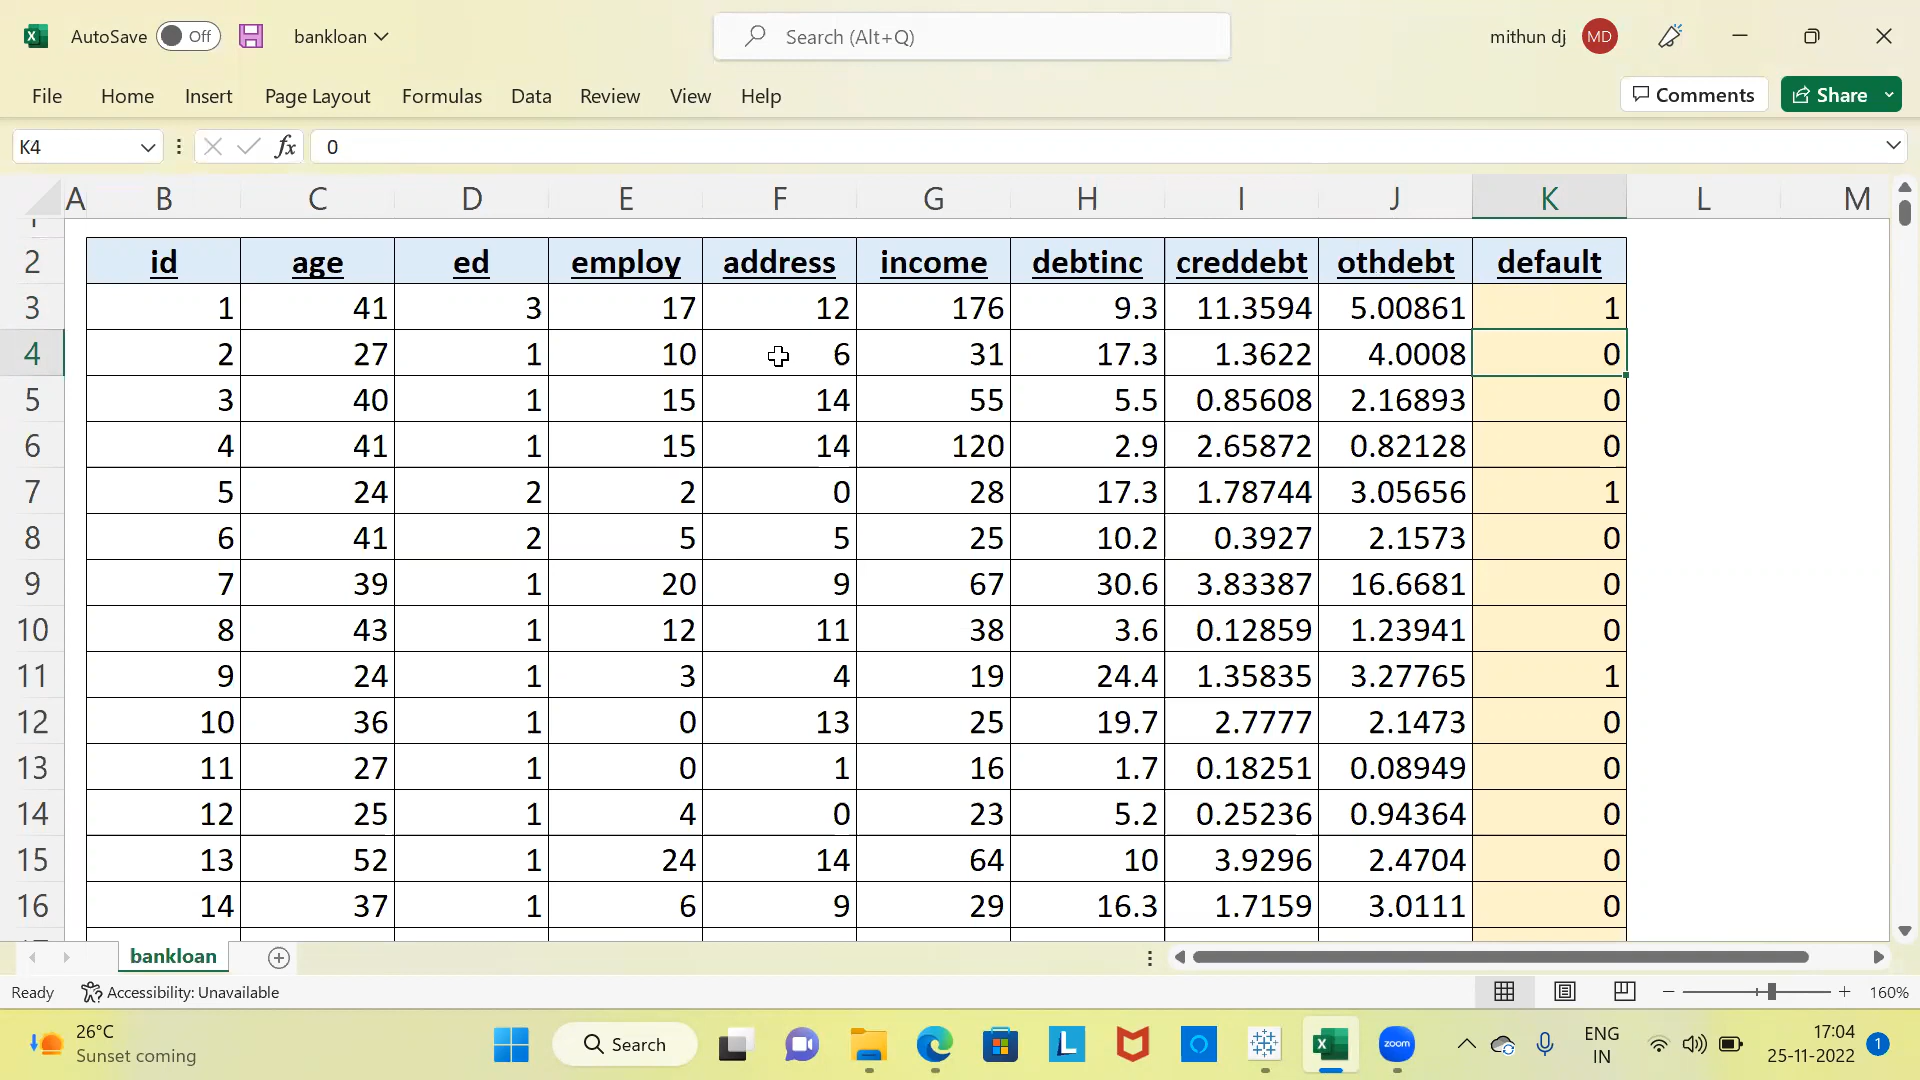 AutoSave Off bankloan Search (Alt+Q) mithun dj MD
File Home Insert Page Layout Formulas Data Review View Help Comments Share
K4 fx 0
A B C D E F G H I J K L M
2 id age ed employ address income debtinc creddebt othdebt default
3 1 41 3 17 12 176 9.3 11.3594 5.00861 1
4 2 27 1 10 6 31 17.3 1.3622 4.0008 0
5 3 40 1 15 14 55 5.5 0.85608 2.16893 0
6 4 41 1 15 14 120 2.9 2.65872 0.82128 0
7 5 24 2 2 0 28 17.3 1.78744 3.05656 1
8 6 41 2 5 5 25 10.2 0.3927 2.1573 0
9 7 39 1 20 9 67 30.6 3.83387 16.6681 0
10 8 43 1 12 11 38 3.6 0.12859 1.23941 0
11 9 24 1 3 4 19 24.4 1.35835 3.27765 1
12 10 36 1 0 13 25 19.7 2.7777 2.1473 0
13 11 27 1 0 1 16 1.7 0.18251 0.08949 0
14 12 25 1 4 0 23 5.2 0.25236 0.94364 0
15 13 52 1 24 14 64 10 3.9296 2.4704 0
16 14 37 1 6 9 29 16.3 1.7159 3.0111 0
bankloan
Ready Accessibility: Unavailable 160%
26°C
Sunset coming
Search
zoom
ENG
IN
17:04
25-11-2022
1